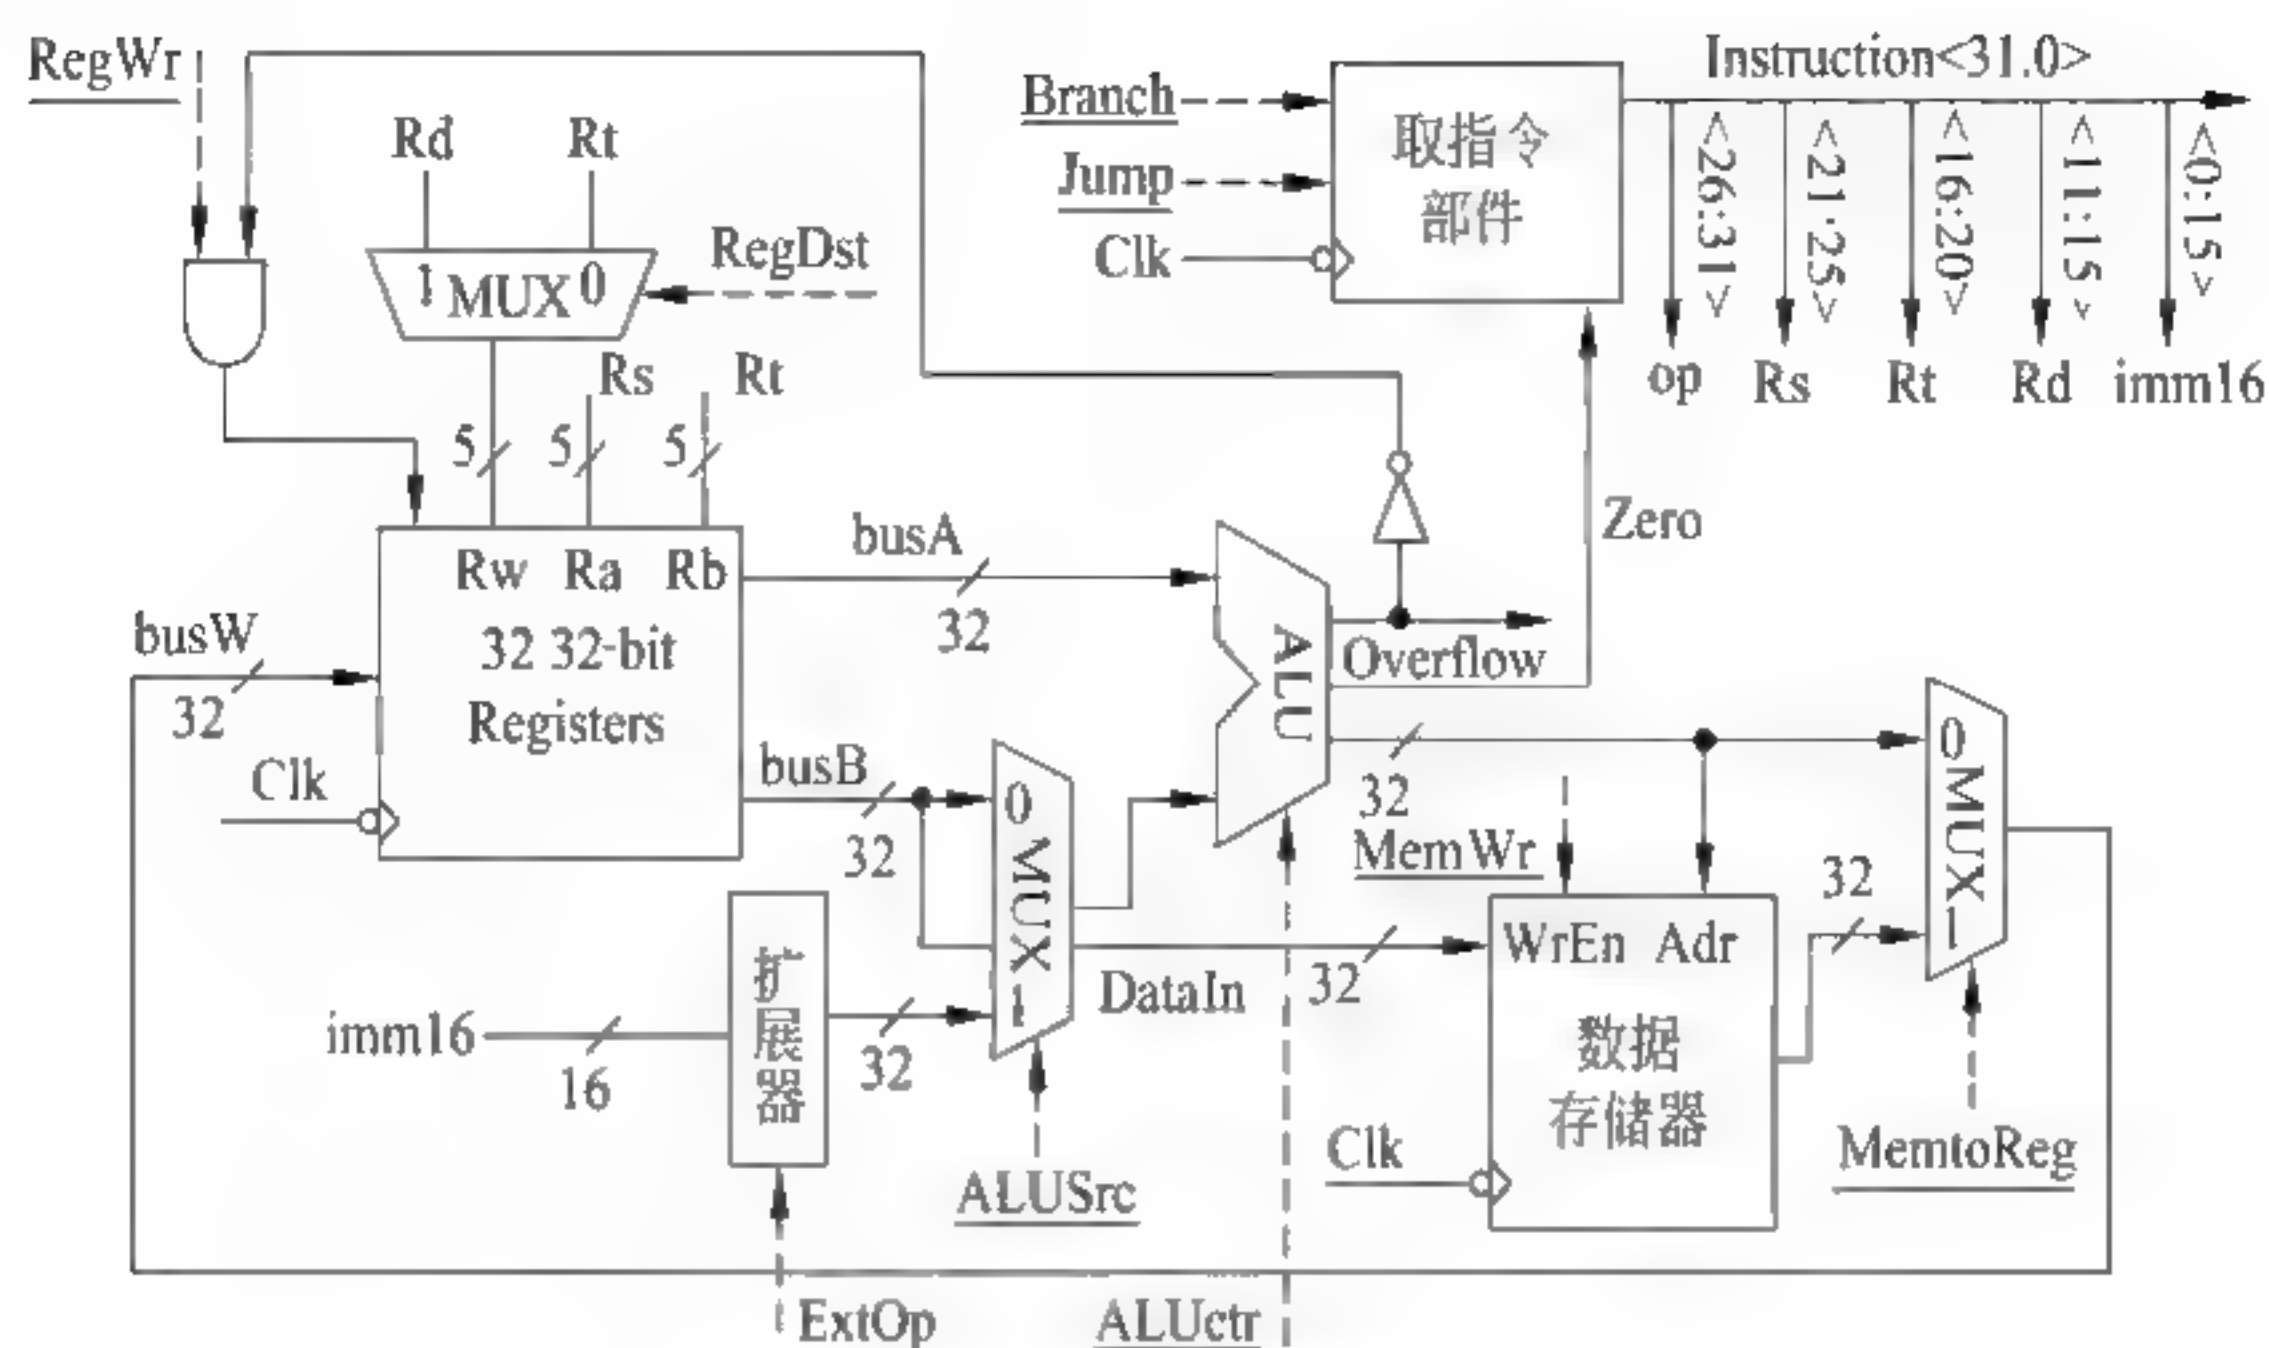 RegWr
Rd
Rt
1 MUX 0
RegDst
Branch
Jump
Clk
取指令
部件
Instruction<31.0>
<26:31>
<21:25>
<16:20>
<11:15>
<0:15>
op
Rs
Rt
Rd
imm16
Rs
Rt
5
5
5
Rw Ra Rb
32 32-bit
Registers
busW
32
Clk
busA
32
busB
32
ALU
Overflow
Zero
32
0 MUX 1
imm16
16
扩展器
32
ExtOp
ALUSrc
ALUctr
DataIn
32
MemWr
WrEn Adr
数据
存储器
Clk
32
0 MUX 1
MemtoReg